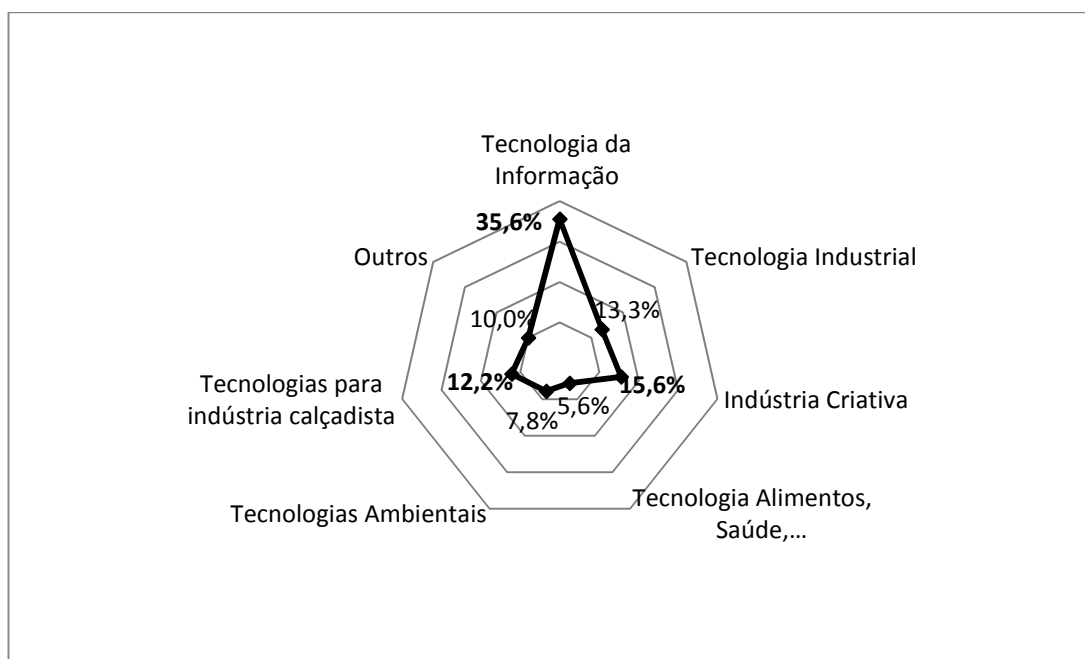 Tecnologia da
Informação
35,6%
Outros
Tecnologia Industrial
10,0%
13,3%
Tecnologias para
indústria calçadista
12,2%
15,6%
Indústria Criativa
7,8%
5,6%
Tecnologias Ambientais
Tecnologia Alimentos,
Saúde,...